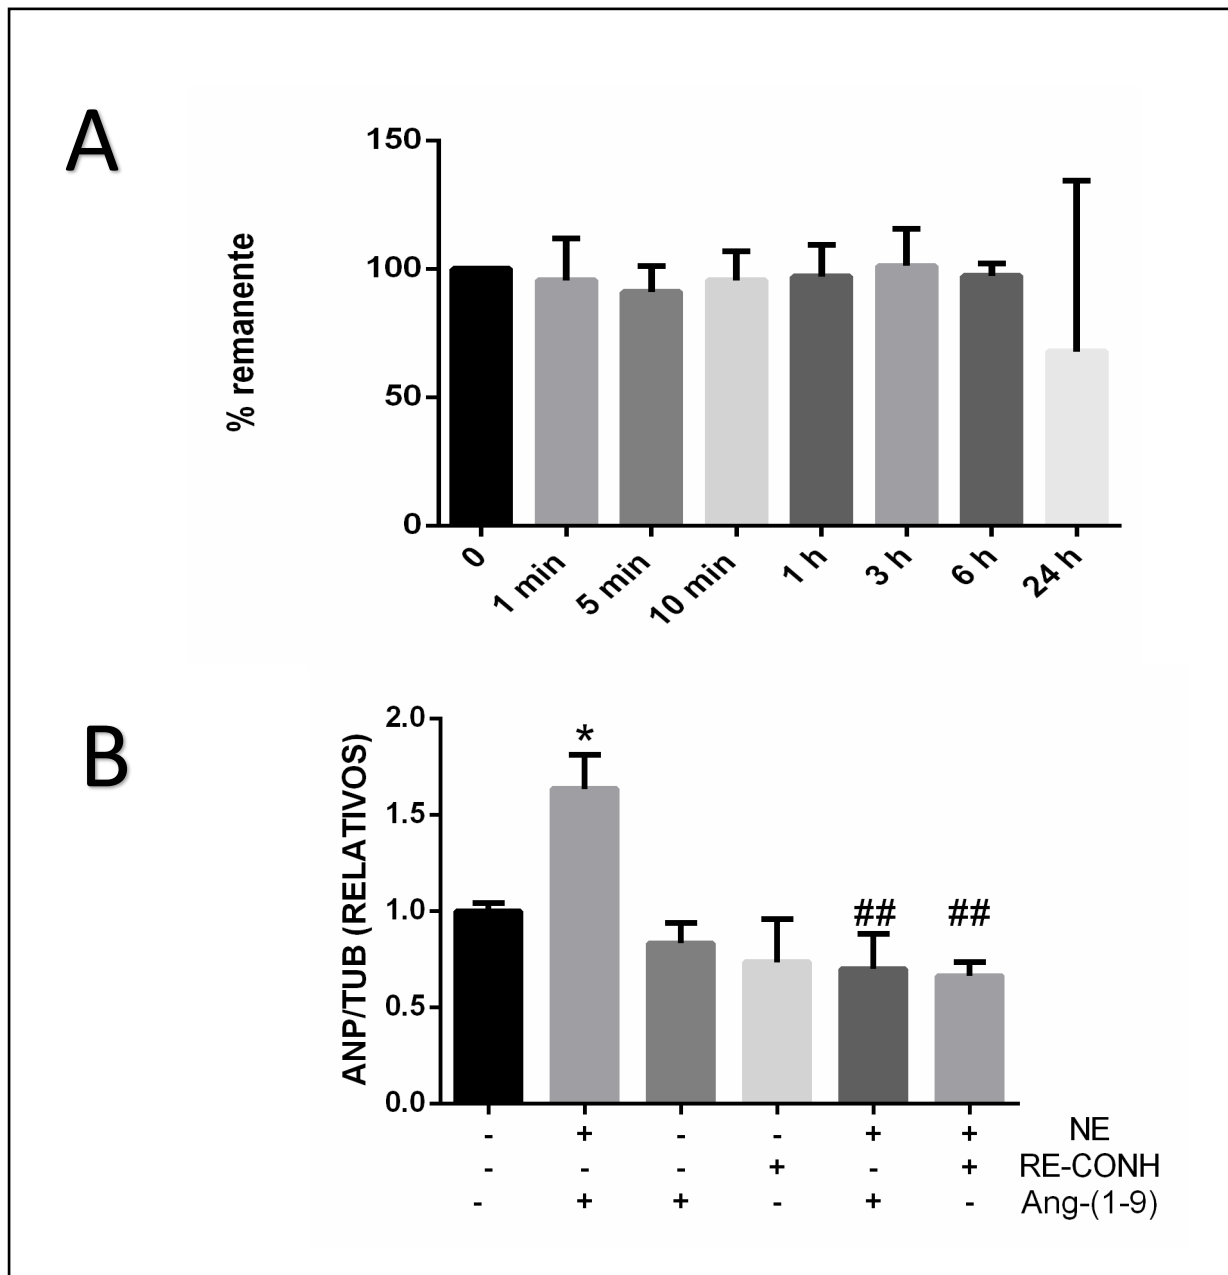 A
150
100
50
0
% remanente
0 1 min 5 min 10 min 1 h 3 h 6 h 24 h
B
2.0
1.5
1.0
0.5
0.0
ANP/TUB (RELATIVOS)
*
## ##
- + - - + + NE
- - - + - + RE-CONH
- + + - + - Ang-(1-9)